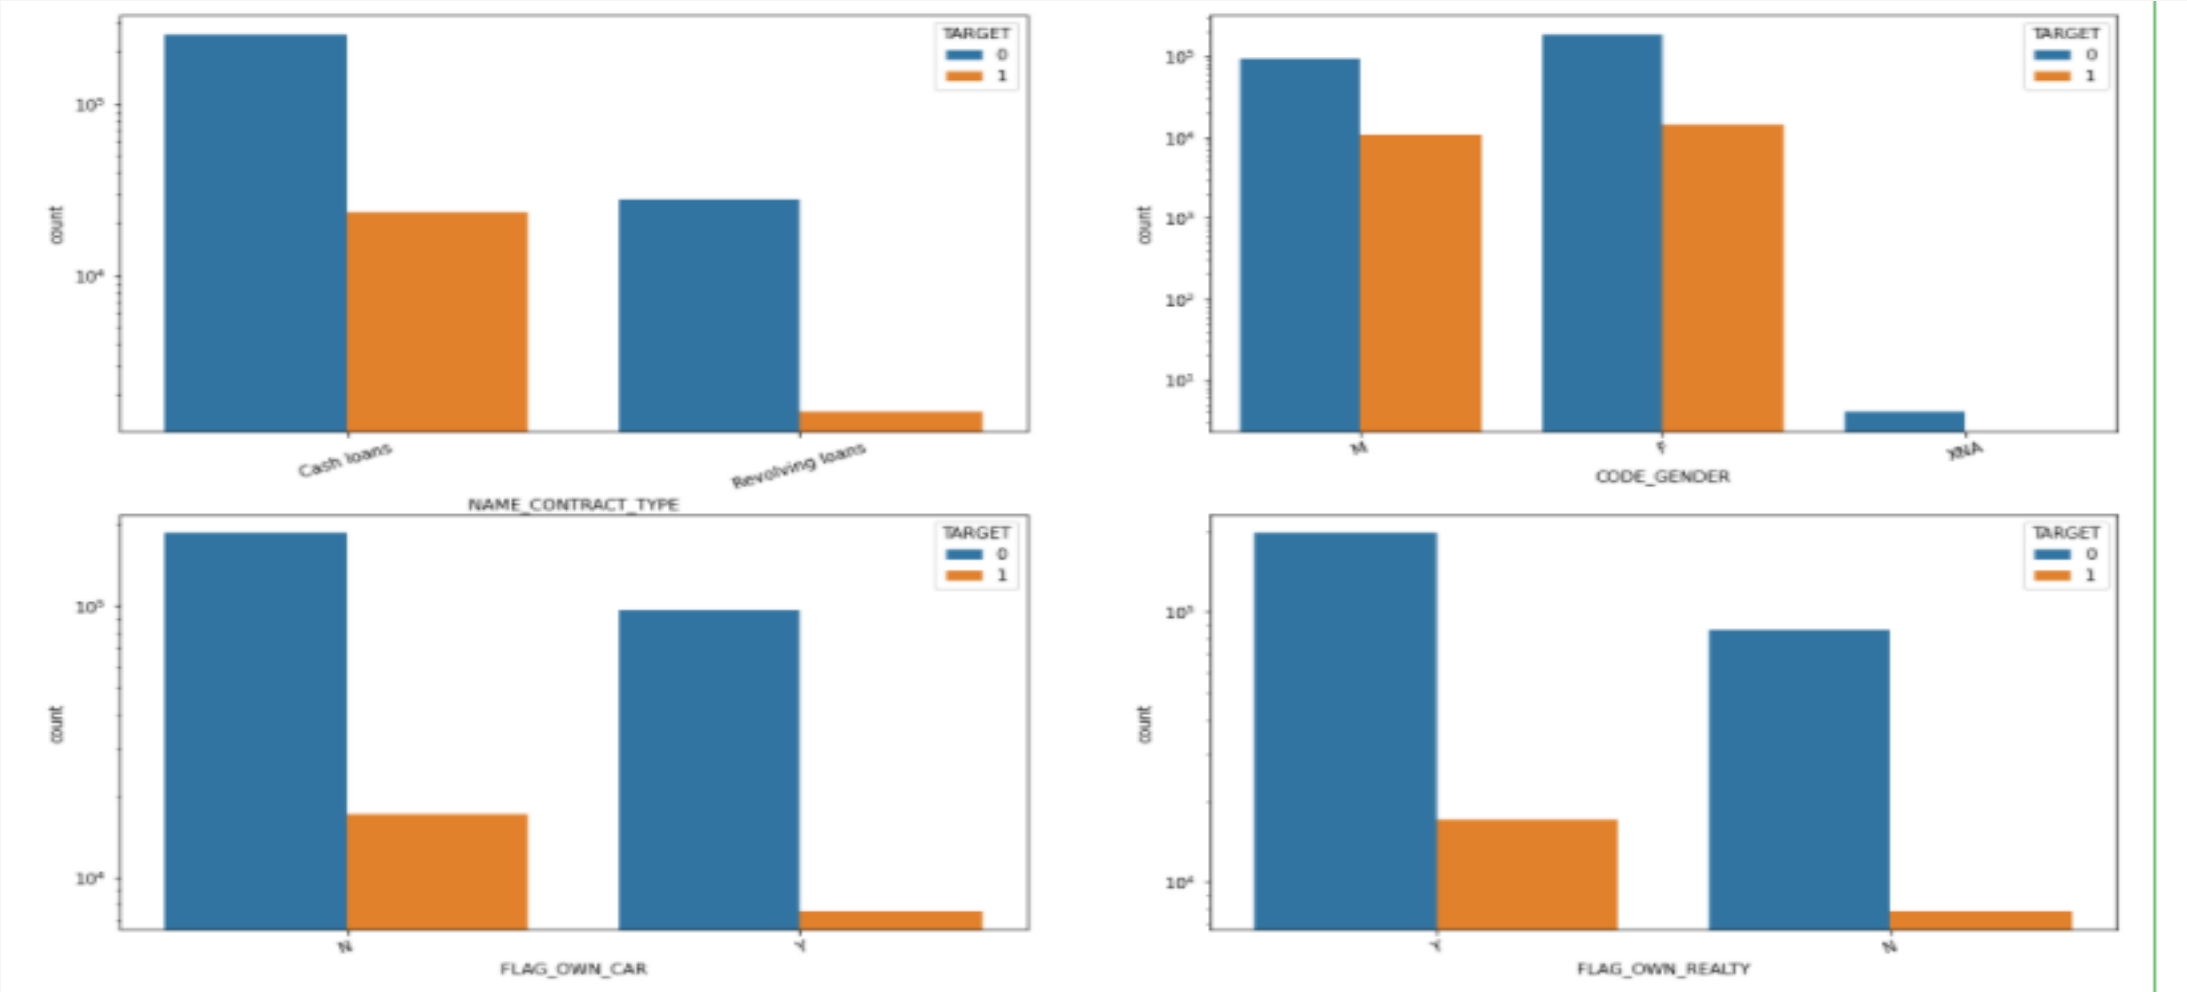 TARGET
0
1
10⁵
10⁴
count
Cash loans
Revolving loans
NAME_CONTRACT_TYPE
TARGET
0
1
10⁵
10⁴
10³
10²
10¹
count
M
F
XNA
CODE_GENDER
TARGET
0
1
10⁵
10⁴
count
N
Y
FLAG_OWN_CAR
TARGET
0
1
10⁵
10⁴
count
Y
N
FLAG_OWN_REALTY